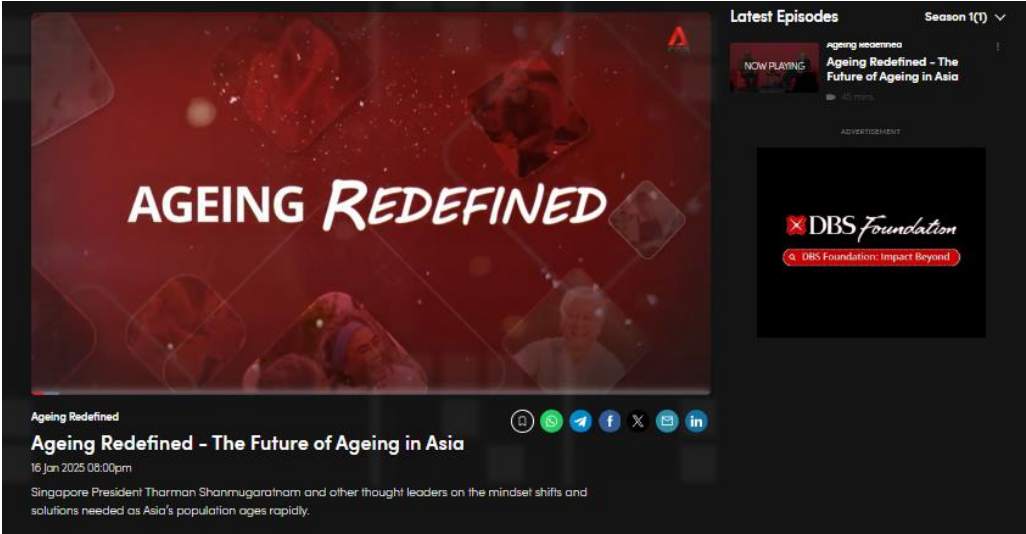 AGEING REDEFINED
Ageing Redefined
Ageing Redefined - The Future of Ageing in Asia
16 Jan 2025 08:00pm
Singapore President Tharman Shanmugaratnam and other thought leaders on the mindset shifts and
solutions needed as Asia's population ages rapidly.
Latest Episodes
Season 1(1)
NOW PLAYING
Ageing Redefined
Ageing Redefined - The
Future of Ageing in Asia
45 mins
ADVERTISEMENT
DBS Foundation
DBS Foundation: Impact Beyond